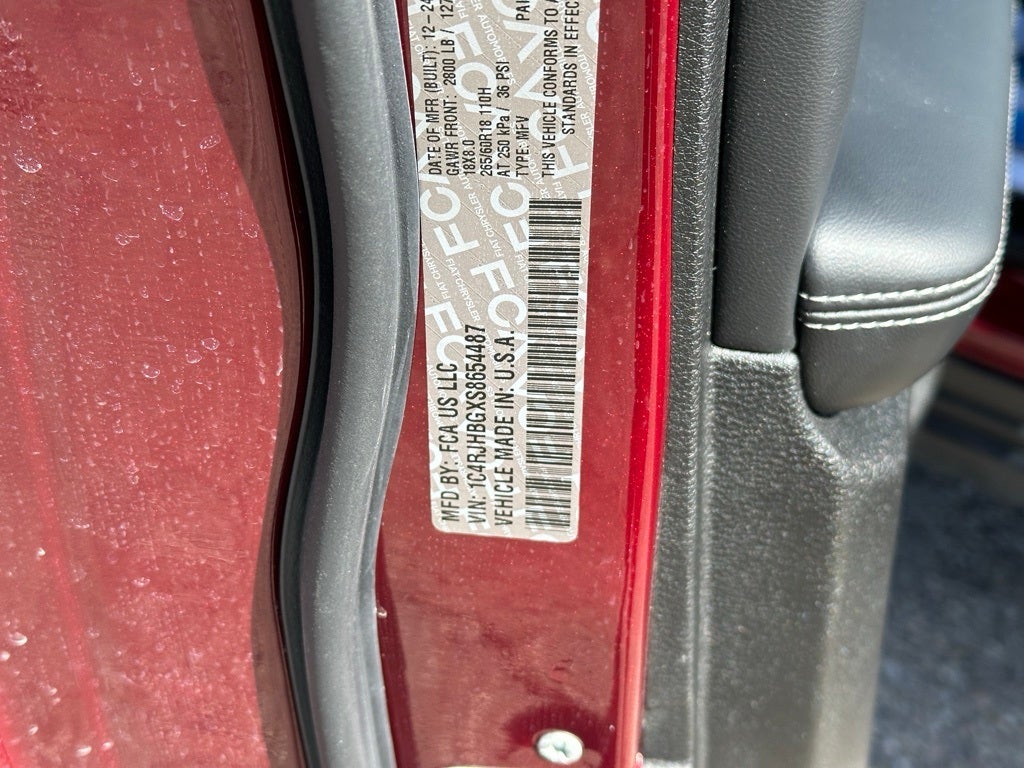 MFD BY: FCA US LLC
VIN: 1C4RJHBGXS8654487
VEHICLE MADE IN: U.S.A.
DATE OF MFR (BUILT): 12-24
GAWR FRONT: 2800 LB/
18X8.0
265/60R18 110H
AT 250 kPa/ 36 PSI
TYPE: MPV
THIS VEHICLE CONFORMS TO
STANDARDS IN EFFEC